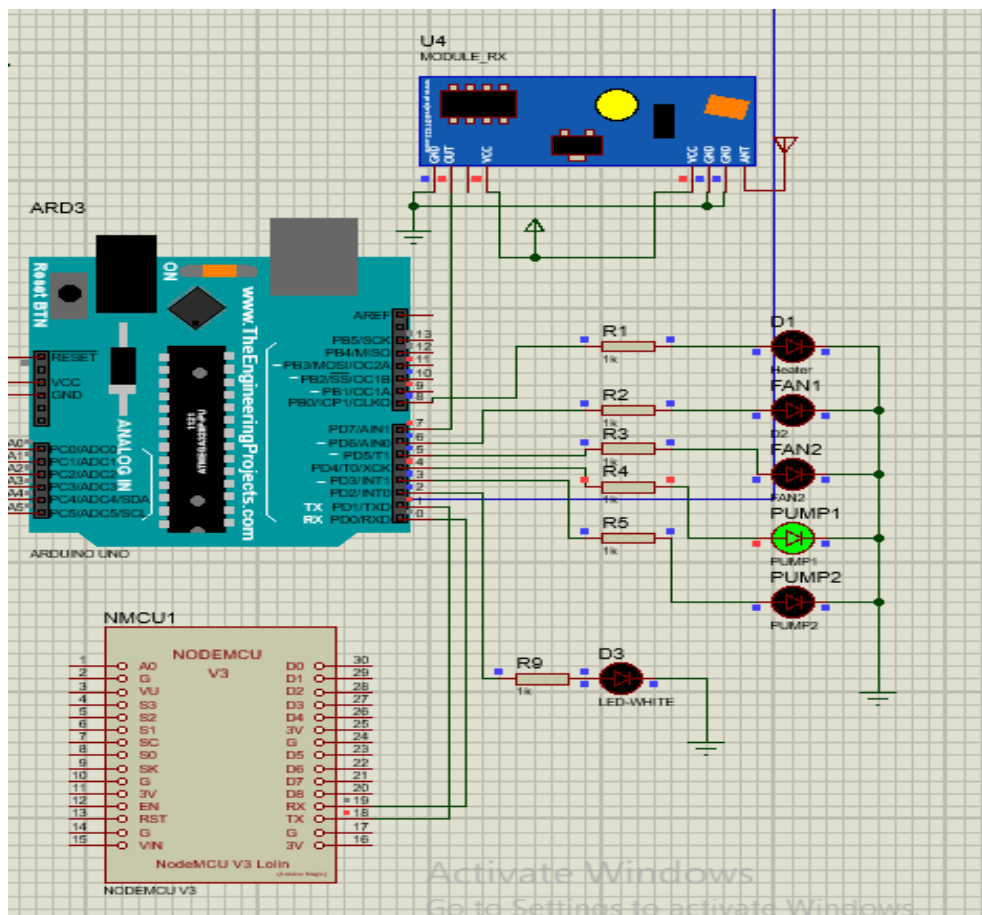 U4
MODULE_RX
GND
OUT
VCC
VCC
GND
GND
ANT
ARD3
Reset BTN
ON
www.TheEngineeringProjects.com
ANALOG IN
RESET
VCC
GND
AREF
PB5/SCK
13
PB4/MISO
12
PB3/MOSI/OC2A
11
PB2/SS/OC1B
10
PB1/OC1A
9
PB0/ICP1/CLKO
8
PD7/AIN1
7
PD6/AIN0
6
PD5/T1
5
PD4/T0/XCK
4
PD3/INT1
3
PD2/INT0
2
TX PD1/TXD
1
RX PD0/RXD
0
A0
PC0/ADC0
A1
PC1/ADC1
A2
PC2/ADC2
A3
PC3/ADC3
A4
PC4/ADC4/SDA
A5
PC5/ADC5/SCL
ARDUINO UNO
R1
1k
R2
1k
R3
R4
1k
R5
1k
D1
Heater
FAN1
D2
FAN2
FAN2
PUMP1
PUMP1
PUMP2
PUMP2
R9
1k
D3
LED-WHITE
NMCU1
NODEMCU
V3
1 A0 D0 30
2 G D1 29
3 VU D2 28
4 S3 D3 27
5 S2 D4 26
6 S1 3V 25
7 SC G 24
8 S0 D5 23
9 SK D6 22
10 G D7 21
11 3V D8 20
12 EN RX 19
13 RST TX 18
14 G G 17
15 VIN 3V 16
NodeMCU V3 Lolin
(Arduino Magic)
NODEMCU V3
Activate Windows
Go to Settings to activate Windows